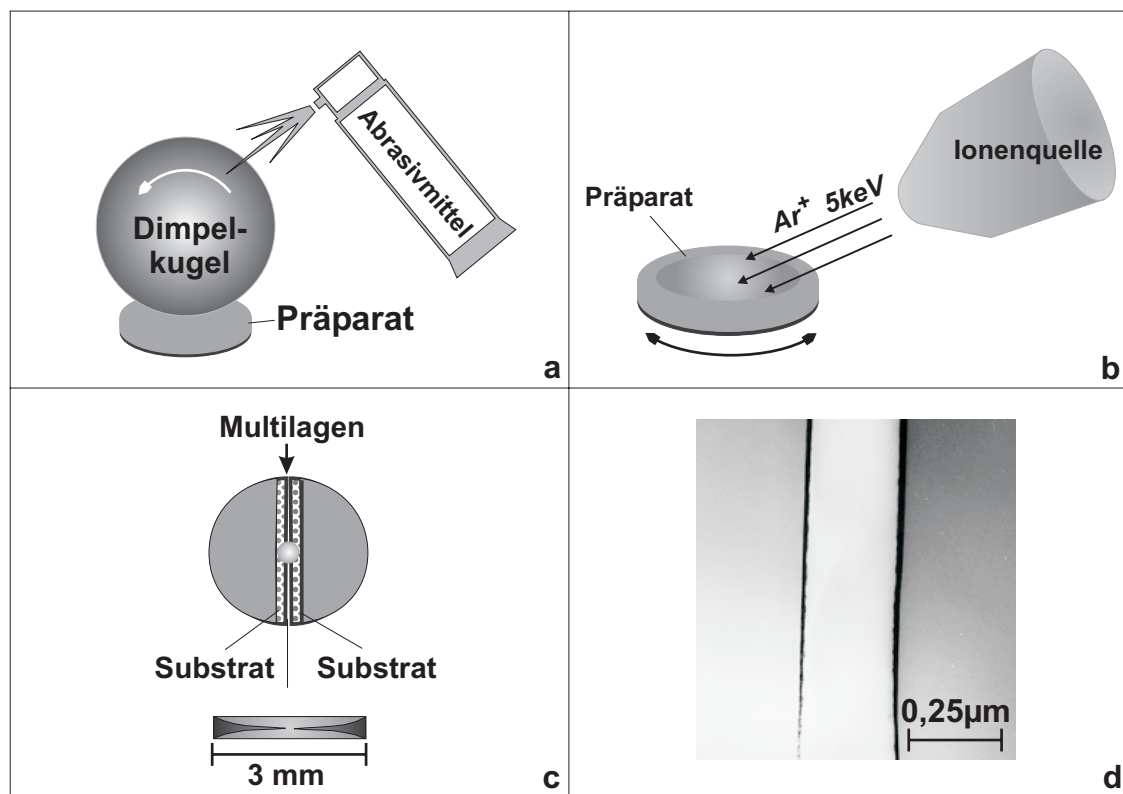 Abrasivmittel
Dimpel-
kugel
Präparat
a
Ionenquelle
Präparat
Ar⁺ 5keV
b
Multilagen
Substrat Substrat
3 mm
c
0,25µm
d